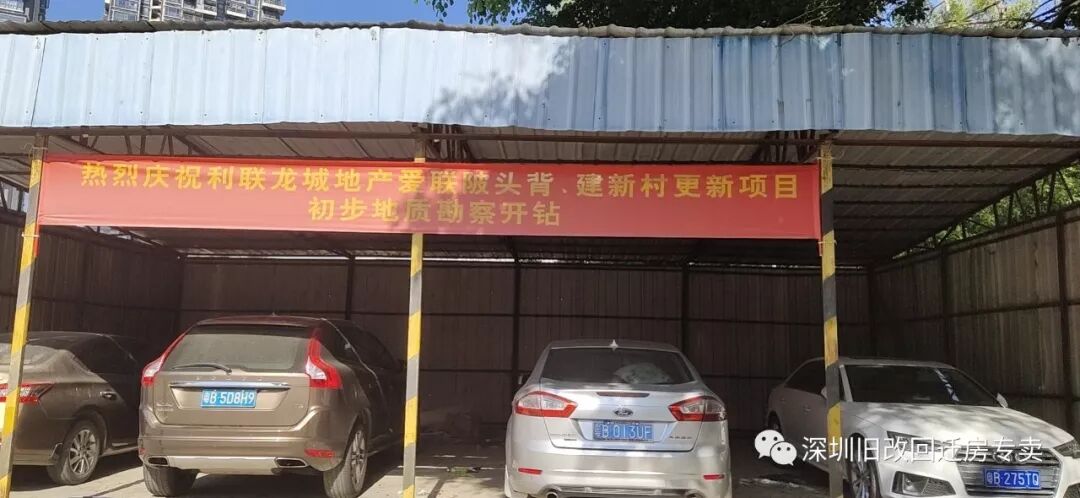 热烈庆祝利联龙城地产爱联陂头背、建新村更新项目
初步地质勘察开钻
粤B 5D8H9
粤B 013UF
粤B 275TQ
深圳旧改回迁房专卖